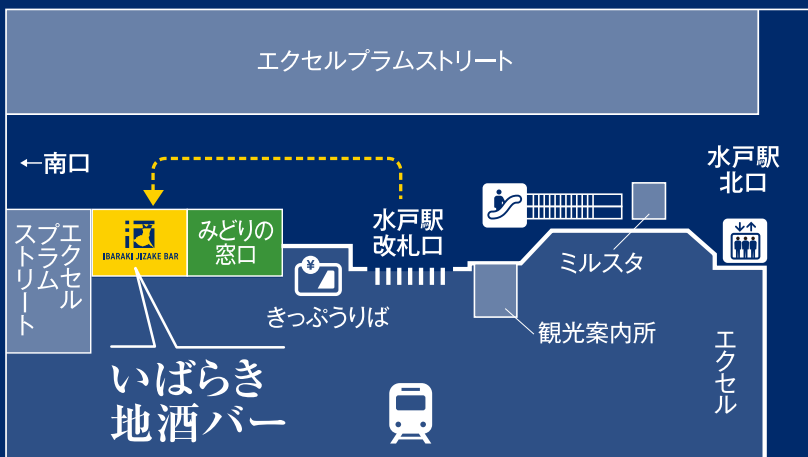 エクセルプラムストリート
←南口
水戸駅
北口
エクセル
プラム
ストリート
酒
IBARAKI JIZAKE BAR
みどりの
窓口
水戸駅
改札口
¥
きっぷうりば
ミルスタ
観光案内所
エクセル
いばらき
地酒バー